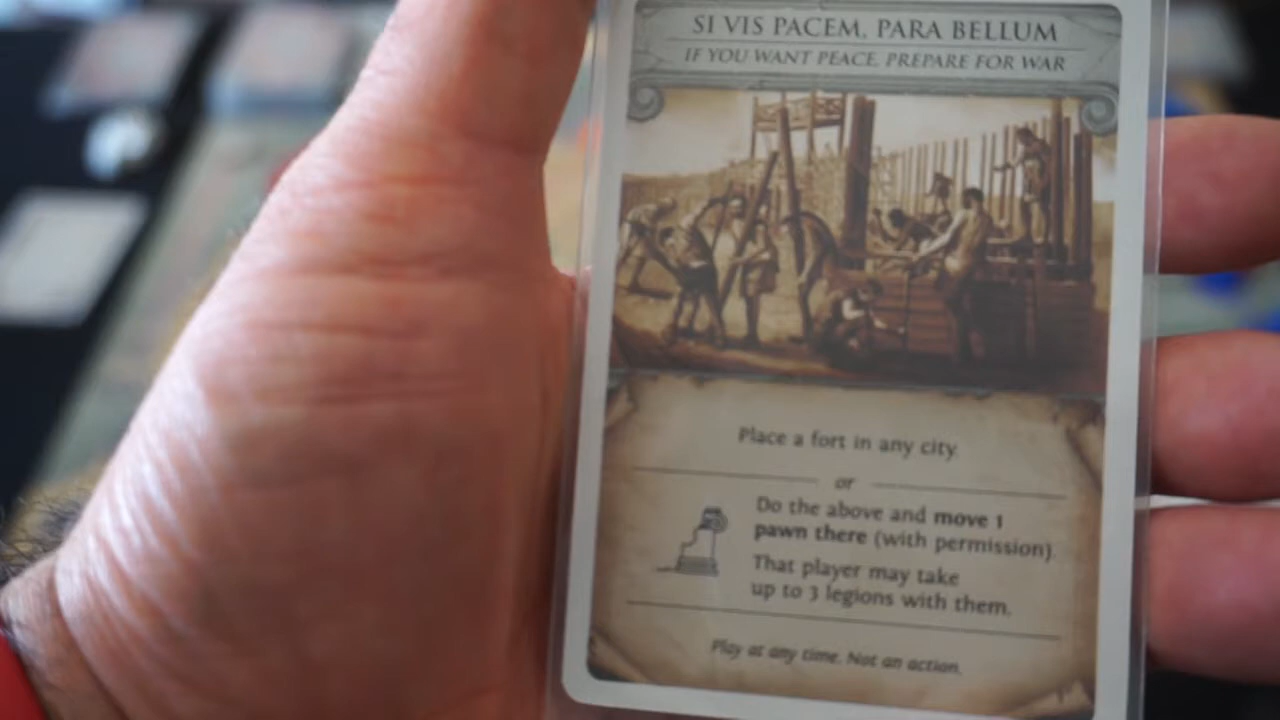 SI VIS PACEM, PARA BELLUM
IF YOU WANT PEACE, PREPARE FOR WAR
Place a fort in any city.
or
Do the above and move 1
pawn there (with permission).
That player may take
up to 3 legions with them.
Play at any time. Not an action.